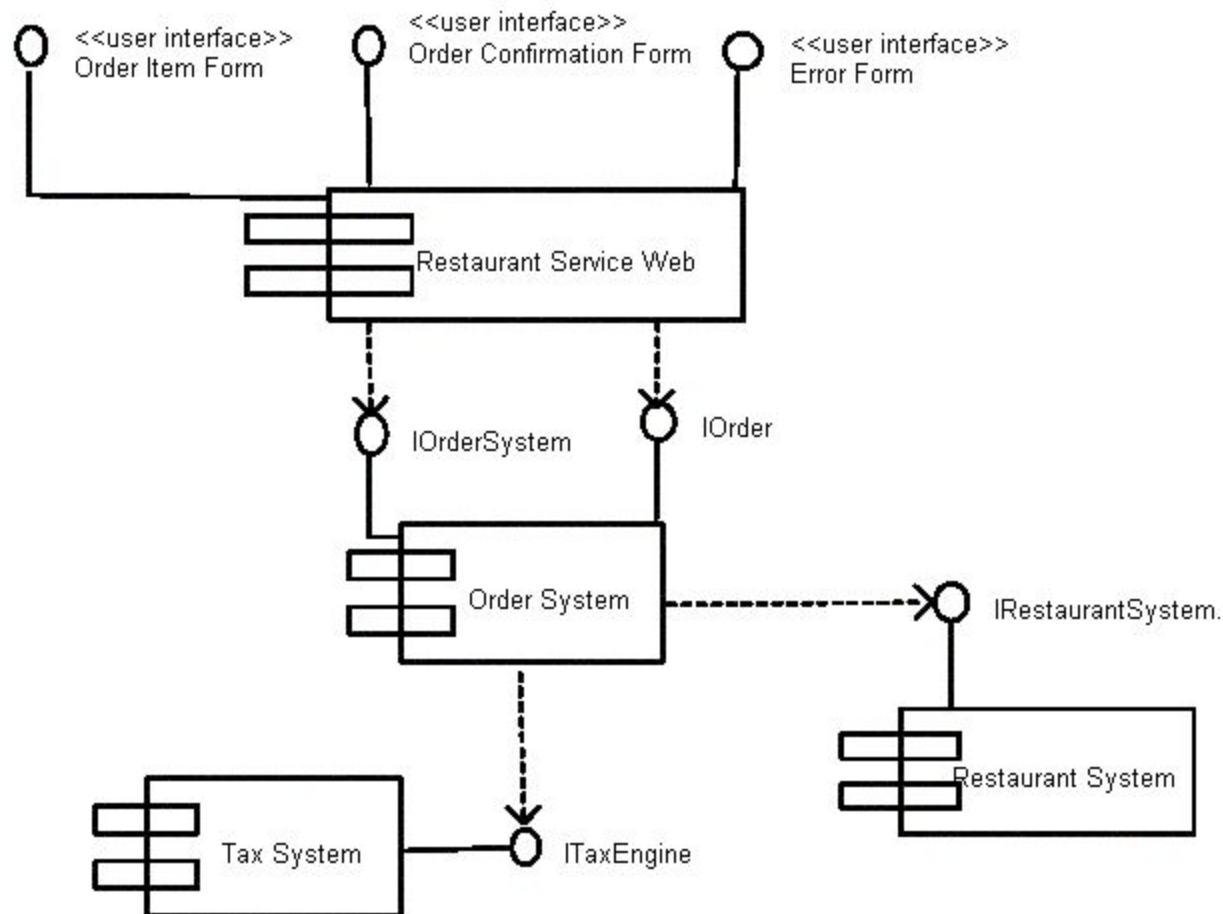 <<user interface>>
Order Item Form
<<user interface>>
Order Confirmation Form
<<user interface>>
Error Form
Restaurant Service Web
IOrderSystem
IOrder
Order System
IRestaurantSystem.
Restaurant System
Tax System
ITaxEngine